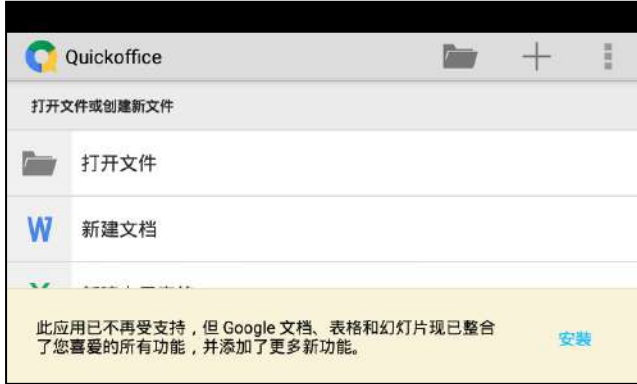 Quickoffice
打开文件或创建新文件
打开文件
W 新建文档
此应用已不再受支持，但 Google 文档、表格和幻灯片现已整合
了您喜爱的所有功能，并添加了更多新功能。
安装